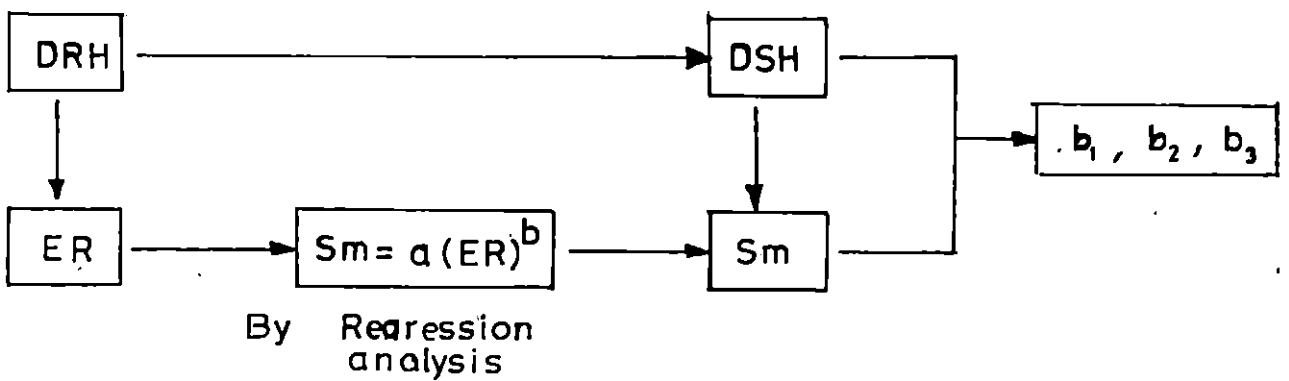 DRH
DSH
b₁, b₂, b₃
ER
Sm = a (ER)^b
Sm
By Regression
analysis